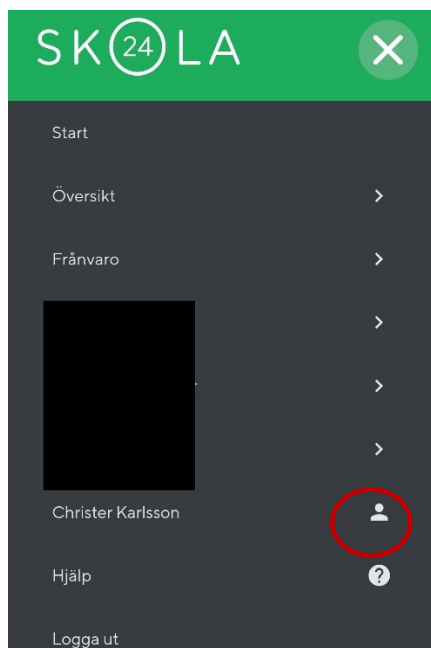 SK24LA
Start
Översikt
Frånvaro
Christer Karlsson
Hjälp
?
Logga ut